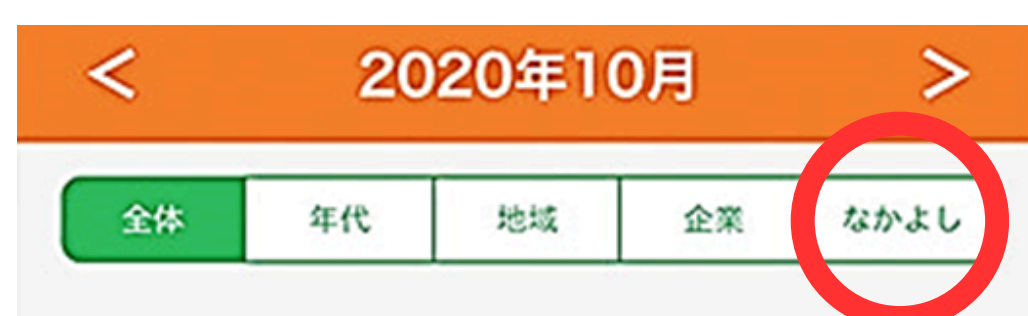 < 2020年10月 >
全体 年代 地域 企業 なかよし